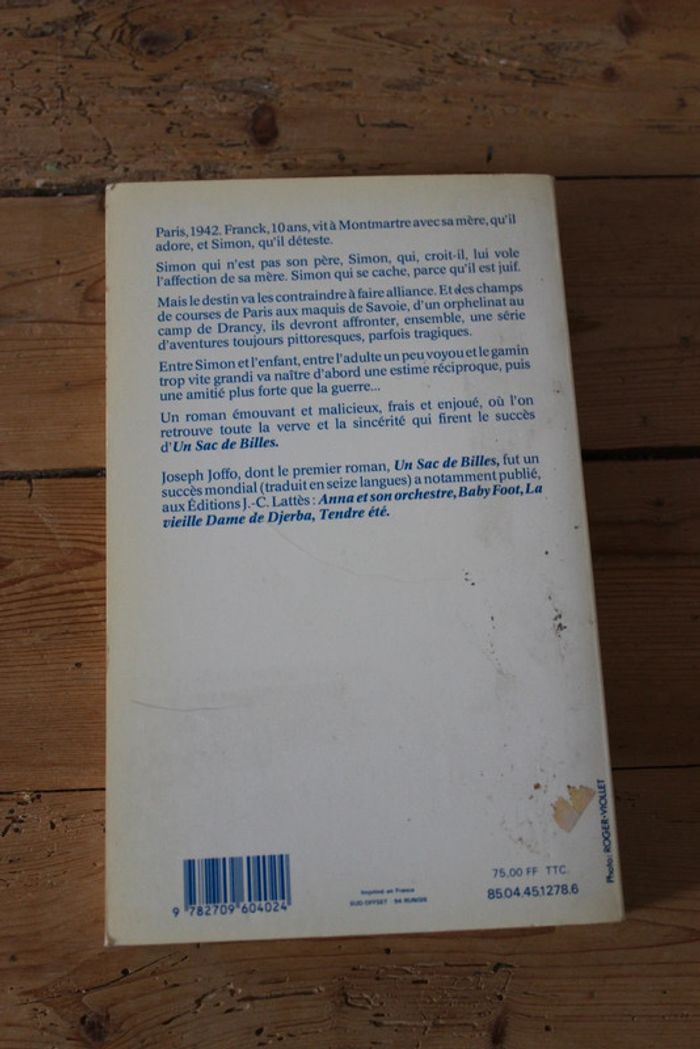 Paris, 1942. Franck, 10 ans, vit à Montmartre avec sa mère, qu'il
adore, et Simon, qu'il déteste.
Simon qui n'est pas son père, Simon, qui, croit-il, lui vole
l'affection de sa mère. Simon qui se cache, parce qu'il est juif.
Mais le destin va les contraindre à faire alliance. Et des champs
de courses de Paris aux maquis de Savoie, d'un orphelinat au
camp de Drancy, ils devront affronter, ensemble, une série
d'aventures toujours pittoresques, parfois tragiques.
Entre Simon et l'enfant, entre l'adulte un peu voyou et le gamin
trop vite grandi va naître d'abord une estime réciproque, puis
une amitié plus forte que la guerre...
Un roman émouvant et malicieux, frais et enjoué, où l'on
retrouve toute la verve et la sincérité qui firent le succès
d'Un Sac de Billes.
Joseph Joffo, dont le premier roman, Un Sac de Billes, fut un
succès mondial (traduit en seize langues) a notamment publié,
aux Éditions J.-C. Lattès : Anna et son orchestre, Baby Foot, La
vieille Dame de Djerba, Tendre été.
Photo: ROGER-VIOLLET
9 782709 604024
Imprimé en France
SUD-OFFSET - 94 RUNGIS
75,00 FF TTC.
85.04.45.1278.6